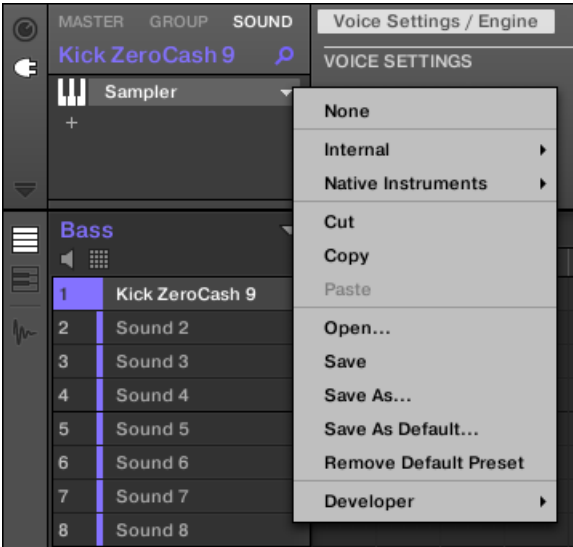 MASTER GROUP SOUND
Kick ZeroCash 9
Sampler
+
Voice Settings / Engine
VOICE SETTINGS
None
Internal
Native Instruments
Cut
Copy
Paste
Open...
Save
Save As...
Save As Default...
Remove Default Preset
Developer
Bass
1 Kick ZeroCash 9
2 Sound 2
3 Sound 3
4 Sound 4
5 Sound 5
6 Sound 6
7 Sound 7
8 Sound 8